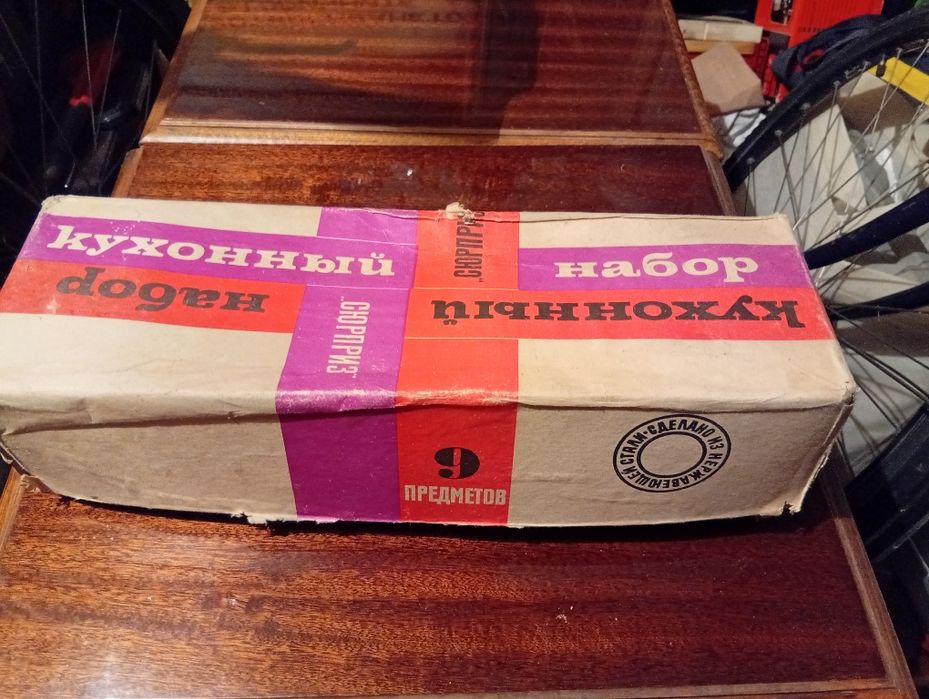 кухонный набор
„СЮРПРИЗ"
кухонный набор
„СЮРПРИЗ"
9
ПРЕДМЕТОВ
СДЕЛАНО ИЗ НЕРЖАВЕЮЩЕЙ СТАЛИ